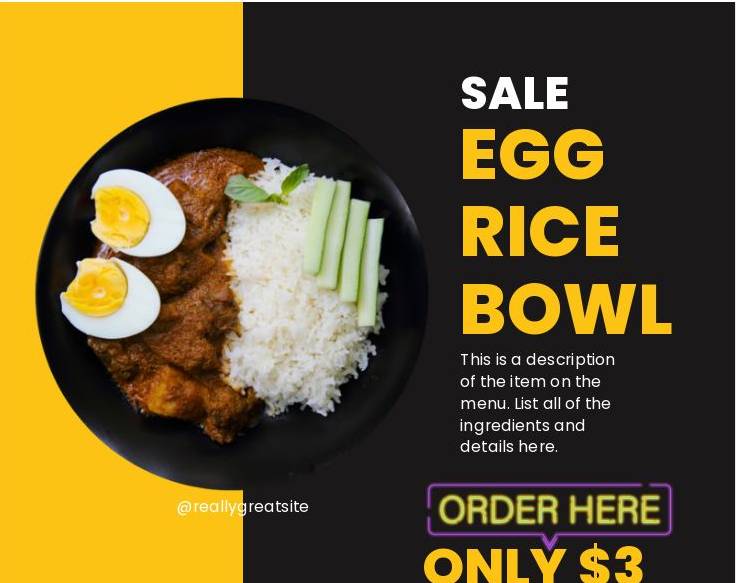 SALE
EGG
RICE
BOWL
This is a description
of the item on the
menu. List all of the
ingredients and
details here.
@reallygreatsite
ORDER HERE
ONLY $3